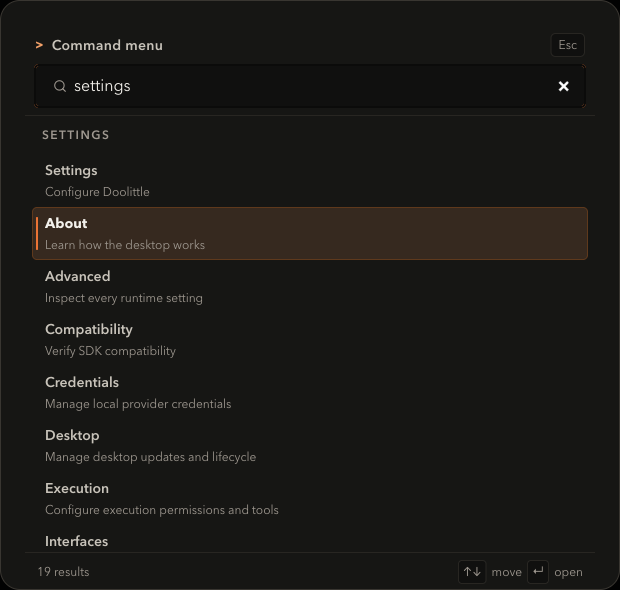 > Command menu
Esc
settings
SETTINGS
Settings
Configure Doolittle
About
Learn how the desktop works
Advanced
Inspect every runtime setting
Compatibility
Verify SDK compatibility
Credentials
Manage local provider credentials
Desktop
Manage desktop updates and lifecycle
Execution
Configure execution permissions and tools
Interfaces
19 results
↑↓ move ↵ open